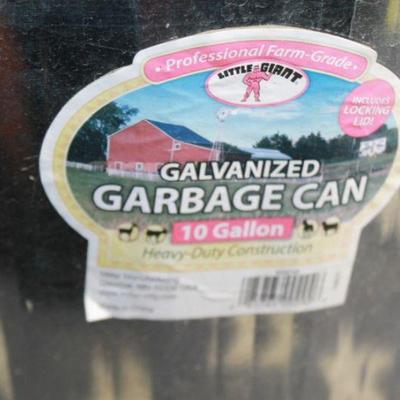 Professional Farm-Grade
LITTLE GIANT
INCLUDES
LOCKING
LID!
GALVANIZED
GARBAGE CAN
10 Gallon
Heavy-Duty Construction